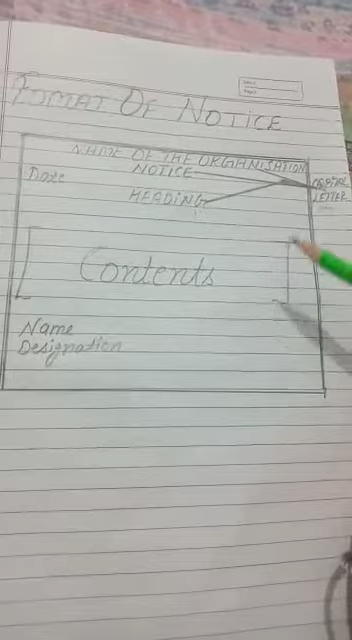 FORMAT OF NOTICE
NAME OF THE ORGANISATION
NOTICE
Date
CAPITAL
LETTER
HEADING
Contents
Name
Designation